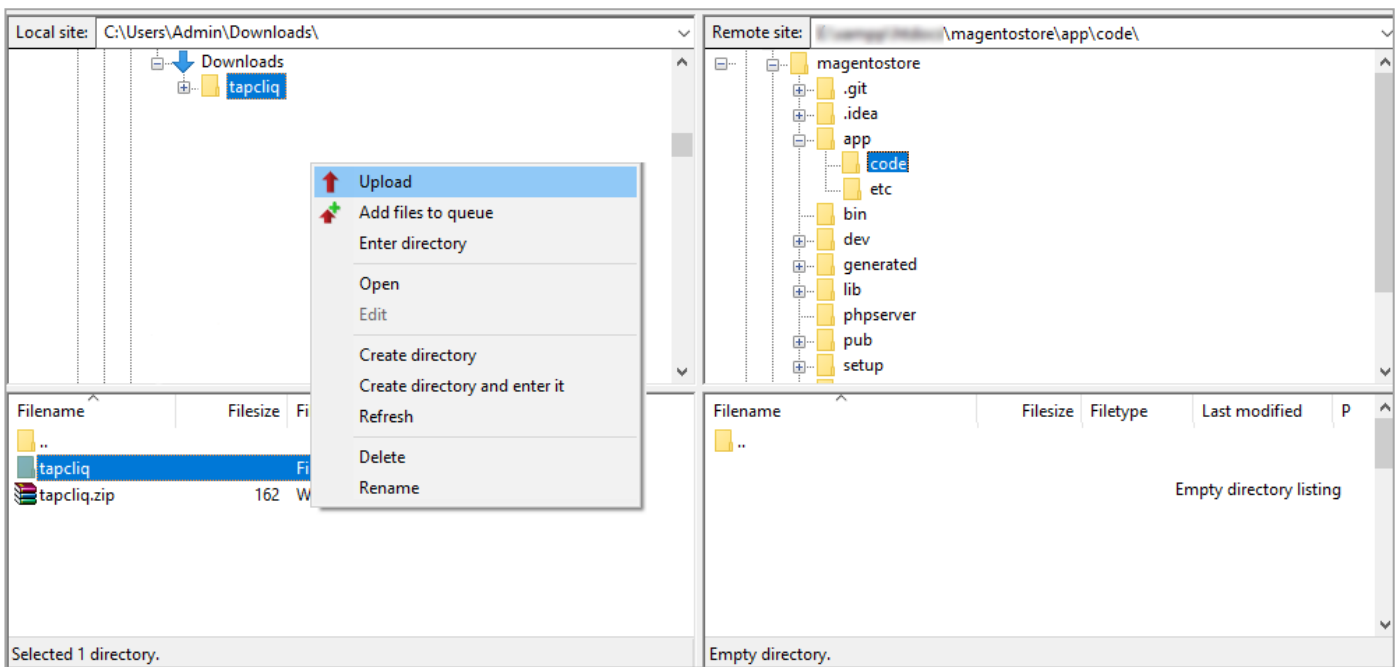 Local site: C:\Users\Admin\Downloads\
Downloads
tapcliq
Upload
Add files to queue
Enter directory
Open
Edit
Create directory
Create directory and enter it
Refresh
Delete
Rename
Filename Filesize Fi
..
tapcliq Fi
tapcliq.zip 162 W
Selected 1 directory.
Remote site: \magentostore\app\code\
magentostore
.git
.idea
app
code
etc
bin
dev
generated
lib
phpserver
pub
setup
Filename Filesize Filetype Last modified P
..
Empty directory listing
Empty directory.